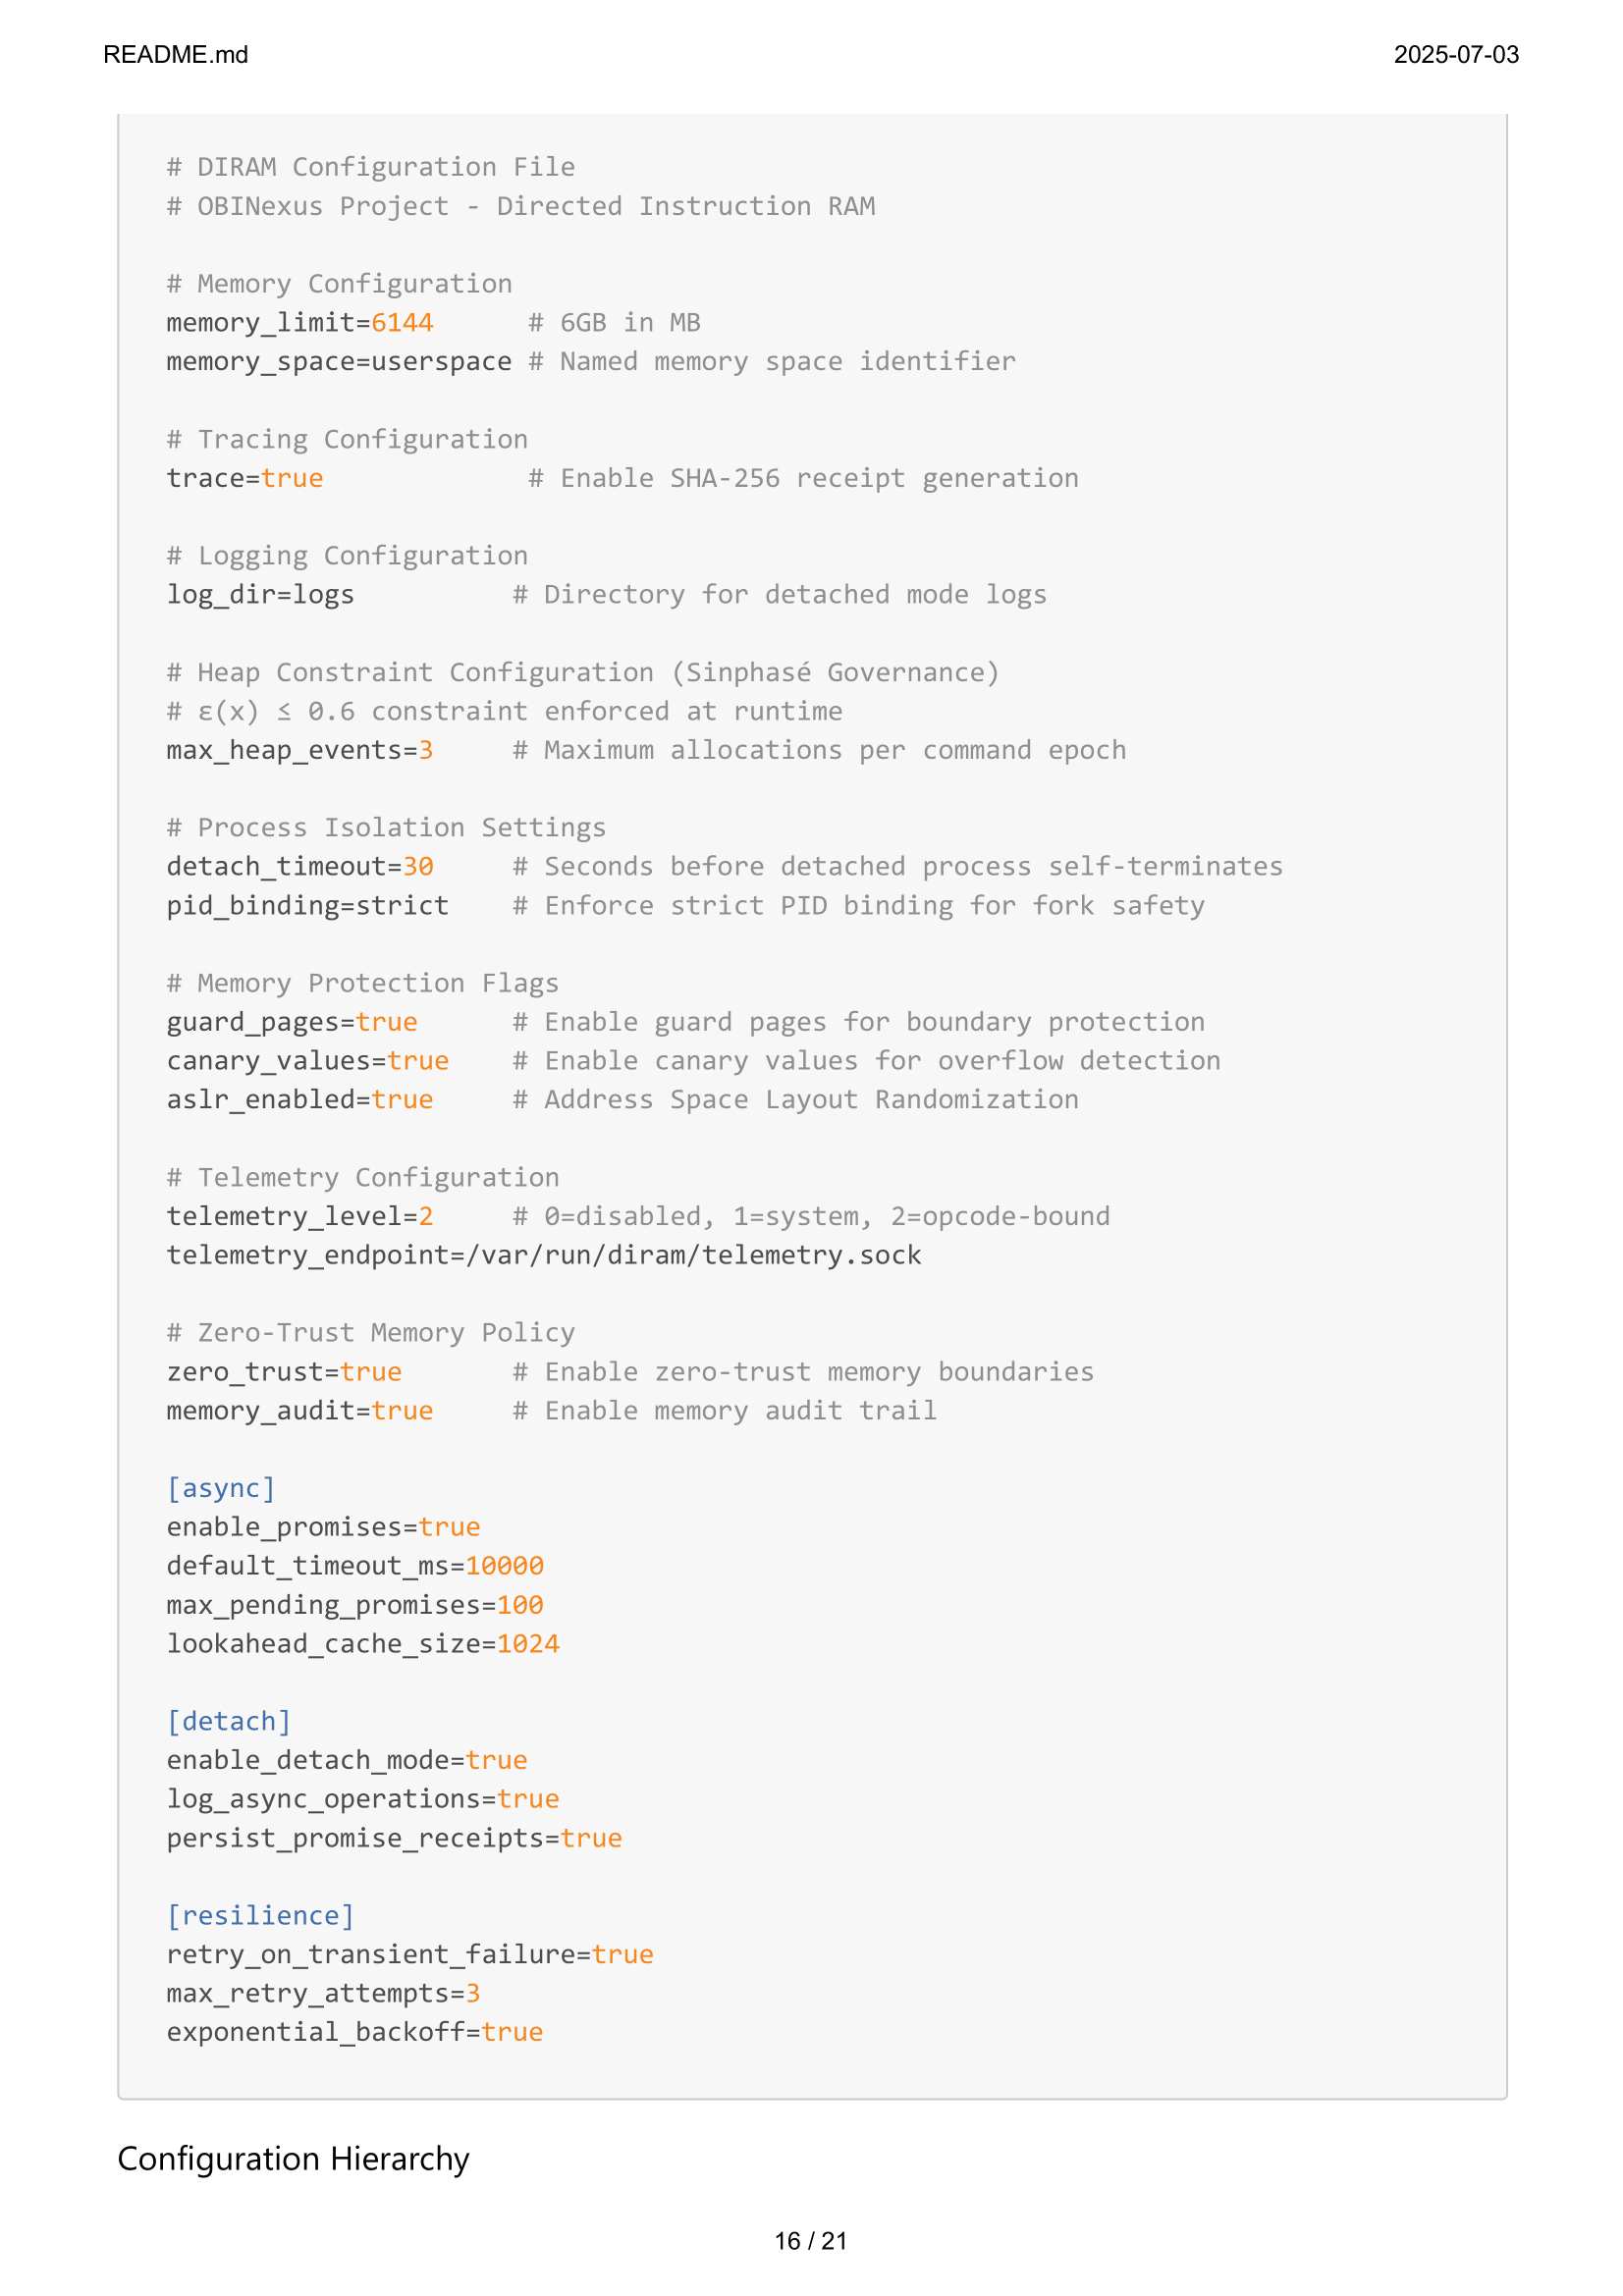 README.md
2025-07-03
# DIRAM Configuration File
# OBINexus Project - Directed Instruction RAM
# Memory Configuration
memory_limit=6144      # 6GB in MB
memory_space=userspace # Named memory space identifier
# Tracing Configuration
trace=true             # Enable SHA-256 receipt generation
# Logging Configuration
log_dir=logs          # Directory for detached mode logs
# Heap Constraint Configuration (Sinphasé Governance)
# ε(x) ≤ 0.6 constraint enforced at runtime
max_heap_events=3     # Maximum allocations per command epoch
# Process Isolation Settings
detach_timeout=30     # Seconds before detached process self-terminates
pid_binding=strict    # Enforce strict PID binding for fork safety
# Memory Protection Flags
guard_pages=true      # Enable guard pages for boundary protection
canary_values=true    # Enable canary values for overflow detection
aslr_enabled=true     # Address Space Layout Randomization
# Telemetry Configuration
telemetry_level=2     # 0=disabled, 1=system, 2=opcode-bound
telemetry_endpoint=/var/run/diram/telemetry.sock
# Zero-Trust Memory Policy
zero_trust=true       # Enable zero-trust memory boundaries
memory_audit=true     # Enable memory audit trail
[async]
enable_promises=true
default_timeout_ms=10000
max_pending_promises=100
lookahead_cache_size=1024
[detach]
enable_detach_mode=true
log_async_operations=true
persist_promise_receipts=true
[resilience]
retry_on_transient_failure=true
max_retry_attempts=3
exponential_backoff=true
Configuration Hierarchy
16 / 21